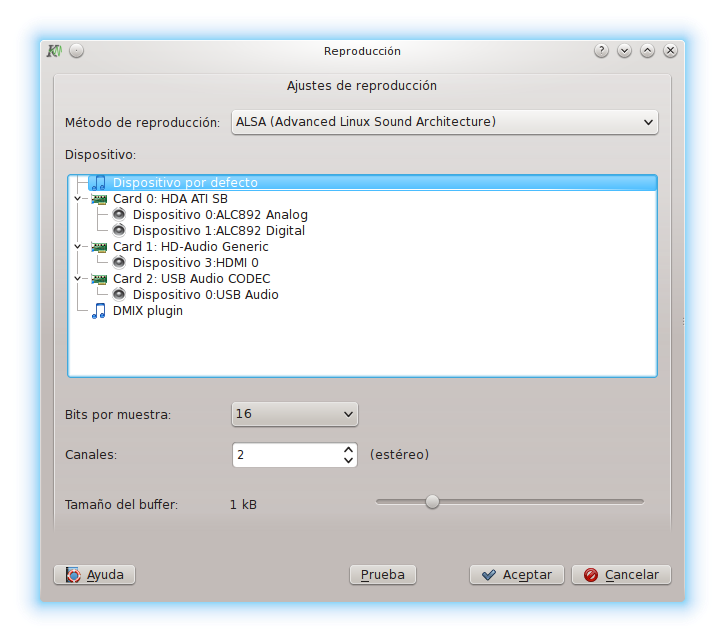 Reproducción
Ajustes de reproducción
Método de reproducción: ALSA (Advanced Linux Sound Architecture)
Dispositivo:
Dispositivo por defecto
Card 0: HDA ATI SB
Dispositivo 0:ALC892 Analog
Dispositivo 1:ALC892 Digital
Card 1: HD-Audio Generic
Dispositivo 3:HDMI 0
Card 2: USB Audio CODEC
Dispositivo 0:USB Audio
DMIX plugin
Bits por muestra: 16
Canales: 2 (estéreo)
Tamaño del buffer: 1 kB
Ayuda Prueba Aceptar Cancelar